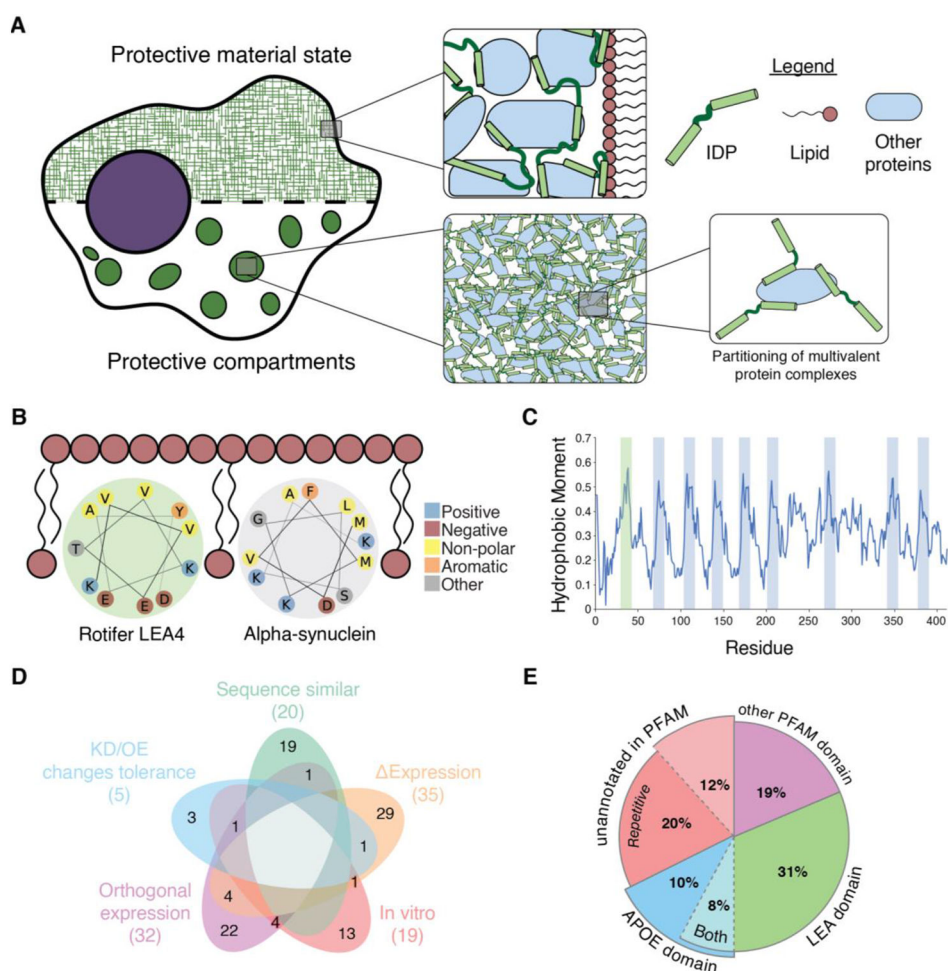 A
Protective material state
Legend
IDP
Lipid
Other
proteins
Protective compartments
Partitioning of multivalent
protein complexes
B
A
V
V
Y
V
T
K
K
E
E
D
Rotifer LEA4
A
F
L
G
M
K
V
M
K
K
D
S
Alpha-synuclein
Positive
Negative
Non-polar
Aromatic
Other
C
Hydrophobic Moment
0.7
0.6
0.5
0.4
0.3
0.2
0.1
0
0
50
100
150
200
250
300
350
400
Residue
D
Sequence similar
(20)
KD/OE
changes tolerance
(5)
ΔExpression
(35)
Orthogonal
expression
(32)
In vitro
(19)
19
1
3
1
29
1
4
1
22
4
13
E
unannotated in PFAM
other PFAM domain
12%
19%
Repetitive
20%
31%
10%
8%
Both
APOE domain
LEA domain